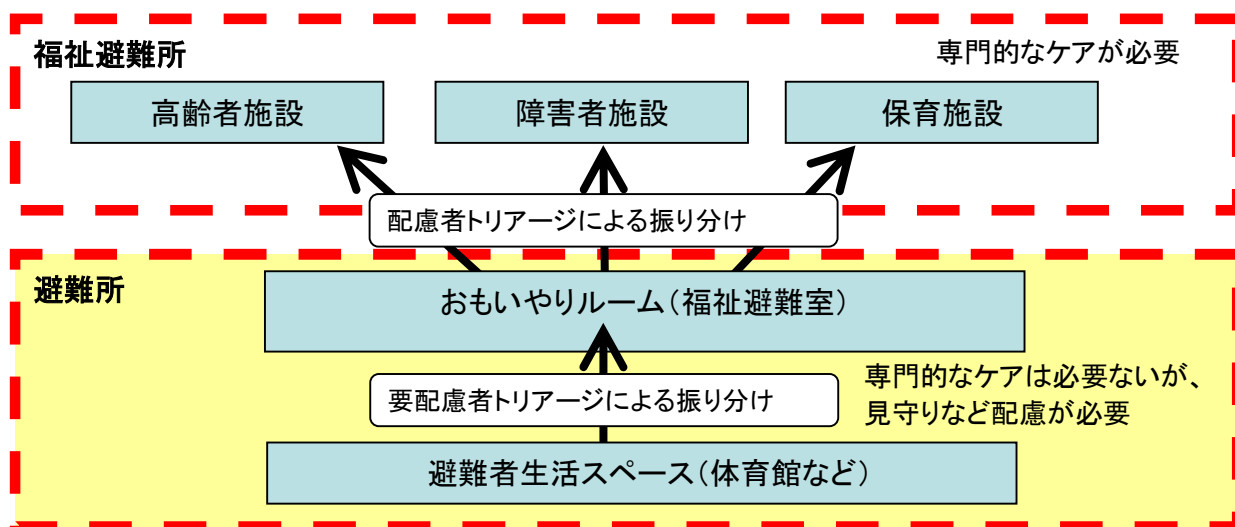 福祉避難所
専門的なケアが必要
高齢者施設
障害者施設
保育施設
配慮者トリアージによる振り分け
避難所
おもいやりルーム(福祉避難室)
専門的なケアは必要ないが、
見守りなど配慮が必要
要配慮者トリアージによる振り分け
避難者生活スペース(体育館など)